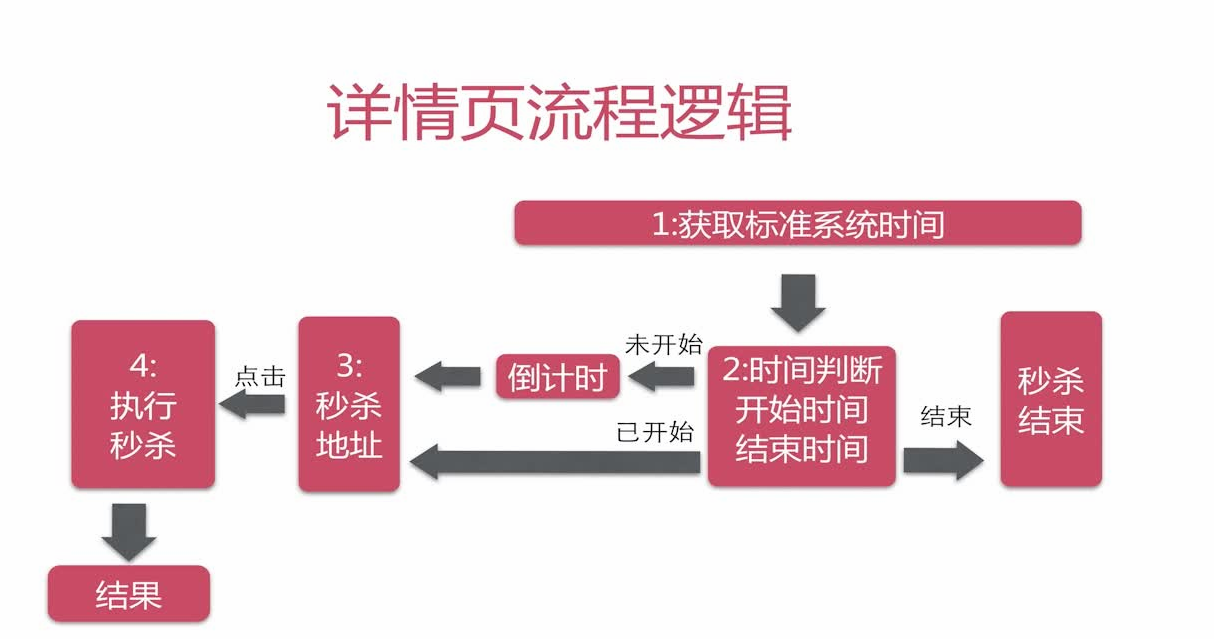 详情页流程逻辑
1:获取标准系统时间
未开始
倒计时
2:时间判断
开始时间
结束时间
已开始
结束
秒杀
结束
3:
秒杀
地址
点击
4:
执行
秒杀
结果